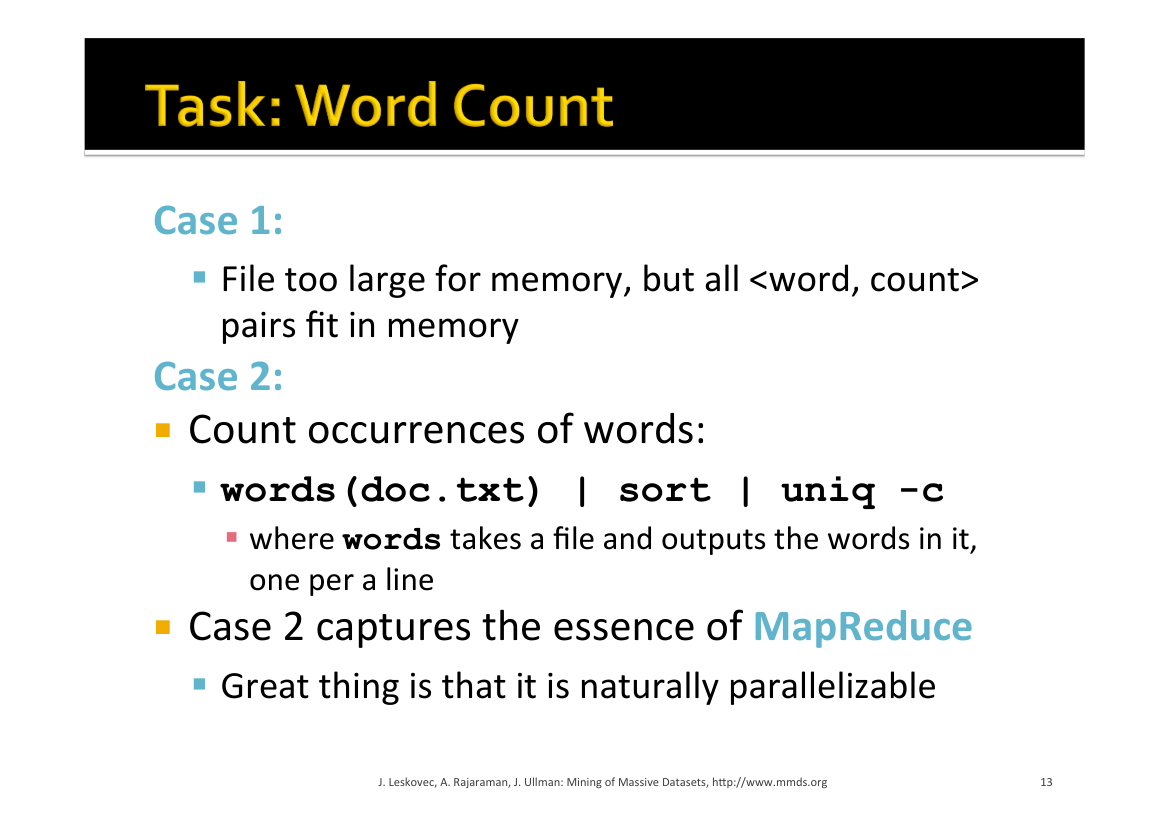 Task: Word Count
Case 1:
File too large for memory, but all <word, count>
pairs fit in memory
Case 2:
Count occurrences of words:
words(doc.txt) | sort | uniq -c
where words takes a file and outputs the words in it,
one per a line
Case 2 captures the essence of MapReduce
Great thing is that it is naturally parallelizable
J. Leskovec, A. Rajaraman, J. Ullman: Mining of Massive Datasets, http://www.mmds.org 13